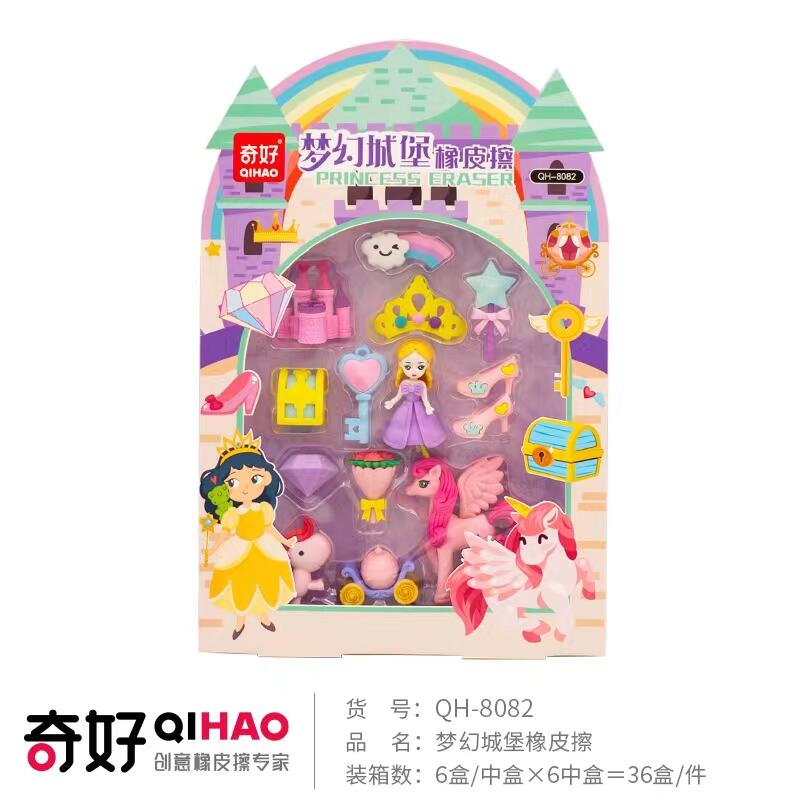 奇好
QIHAO
梦幻城堡橡皮擦
PRINCESS ERASER
QH-8082
奇好 QIHAO
创意橡皮擦专家
货 号：QH-8082
品 名：梦幻城堡橡皮擦
装箱数：6盒/中盒×6中盒＝36盒/件